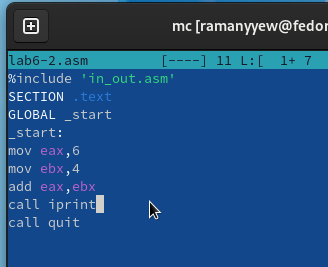 mc [ramanyyew@fedor
lab6-2.asm [----] 11 L:[ 1+ 7
%include 'in_out.asm'
SECTION .text
GLOBAL _start
_start:
mov eax,6
mov ebx,4
add eax,ebx
call iprint
call quit